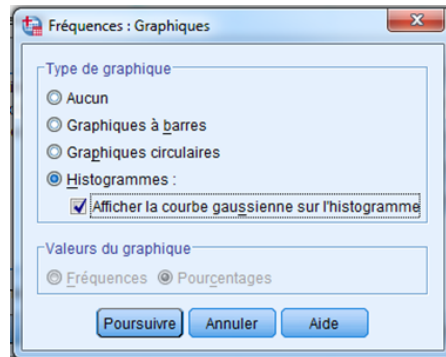 Fréquences : Graphiques
Type de graphique
Aucun
Graphiques à barres
Graphiques circulaires
Histogrammes :
Afficher la courbe gaussienne sur l'histogramme
Valeurs du graphique
Fréquences Pourcentages
Poursuivre Annuler Aide